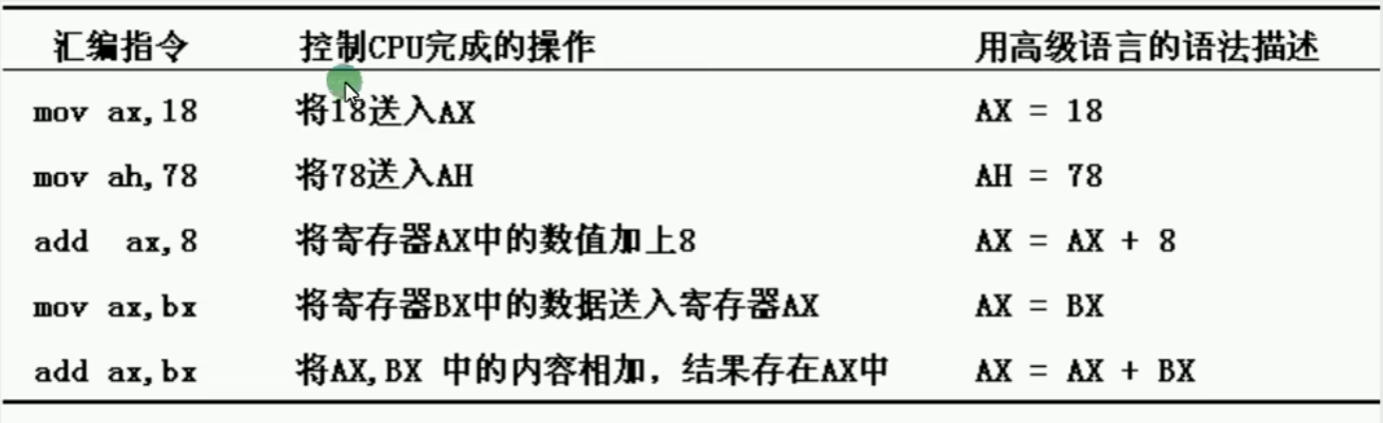 汇编指令 控制CPU完成的操作 用高级语言的语法描述
mov ax,18 将18送入AX AX = 18
mov ah,78 将78送入AH AH = 78
add ax,8 将寄存器AX中的数值加上8 AX = AX + 8
mov ax,bx 将寄存器BX中的数据送入寄存器AX AX = BX
add ax,bx 将AX,BX 中的内容相加，结果存在AX中 AX = AX + BX